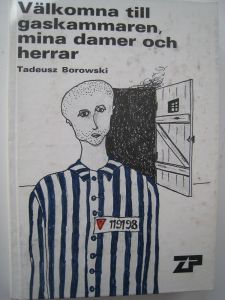 Välkomna till
gaskammaren,
mina damer och
herrar
Tadeusz Borowski
119198
ZP